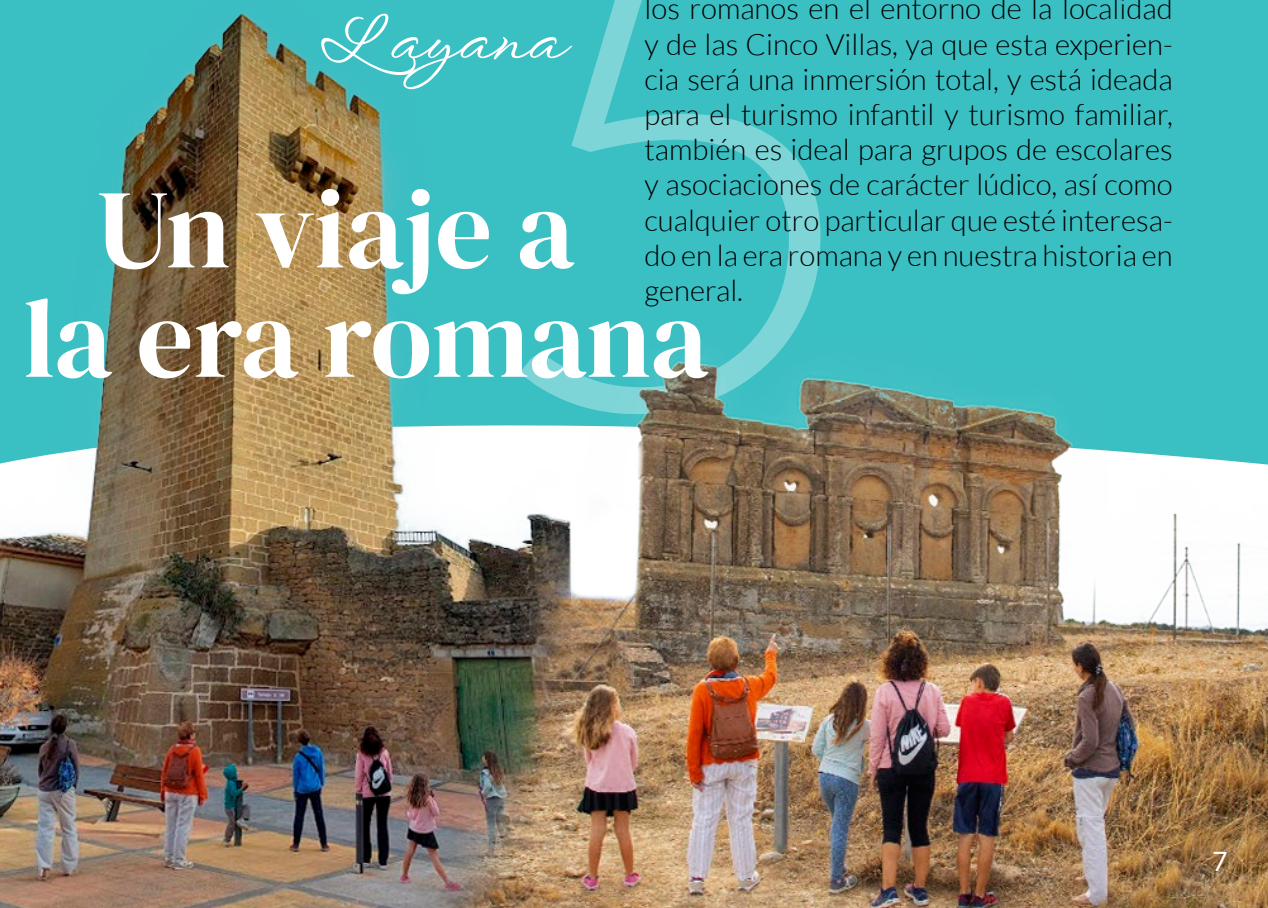 Layana
5
Un viaje a
la era romana
los romanos en el entorno de la localidad
y de las Cinco Villas, ya que esta experien-
cia será una inmersión total, y está ideada
para el turismo infantil y turismo familiar,
también es ideal para grupos de escolares
y asociaciones de carácter lúdico, así como
cualquier otro particular que esté interesa-
do en la era romana y en nuestra historia en
general.
NIKE
7